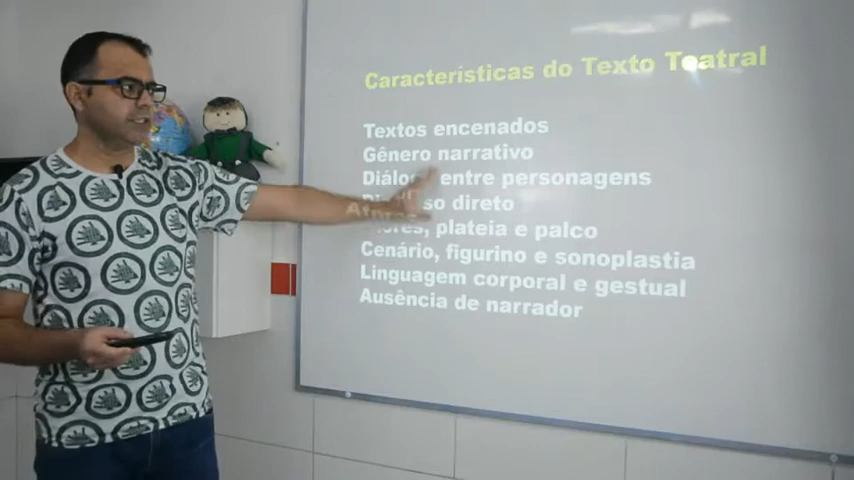 Características do Texto Teatral
Textos encenados
Gênero narrativo
entre personagens
direto
plateia e palco
Cenário, figurino e sonoplastia
Linguagem corporal e gestual
Ausência de narrador